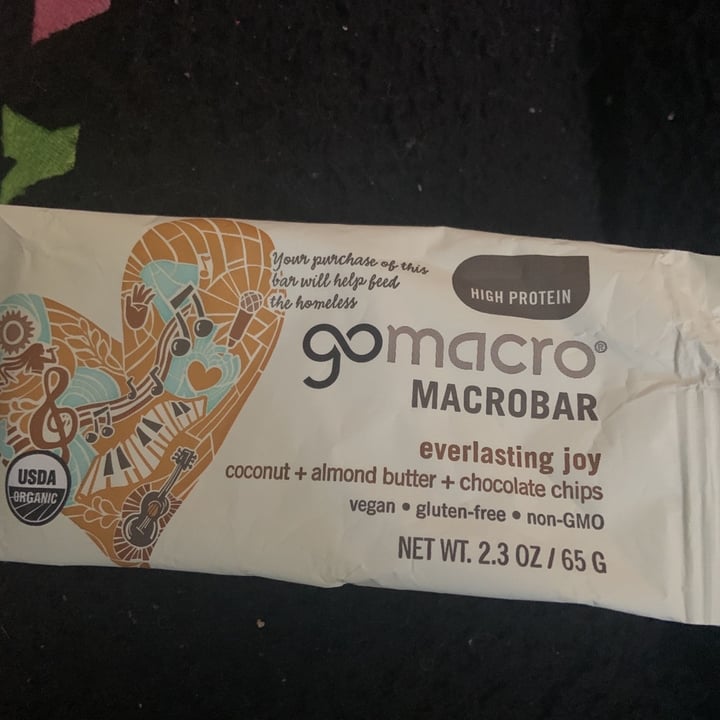 Your purchase of this
bar will help feed
the homeless
HIGH PROTEIN
gomacro®
MACROBAR
everlasting joy
coconut + almond butter + chocolate chips
vegan • gluten-free • non-GMO
NET WT. 2.3 OZ / 65 G
USDA
ORGANIC